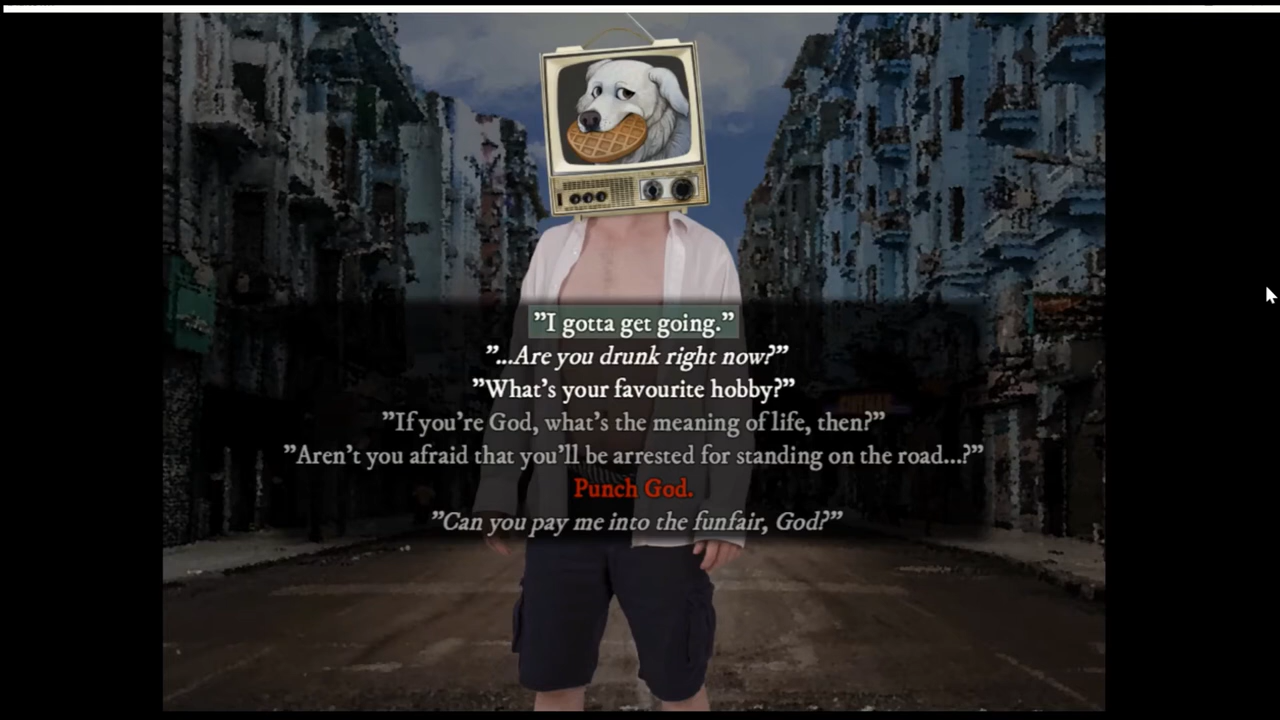 ”I gotta get going.”
”...Are you drunk right now?”
”What’s your favourite hobby?”
”If you’re God, what’s the meaning of life, then?”
”Aren’t you afraid that you’ll be arrested for standing on the road...?”
Punch God.
”Can you pay me into the funfair, God?”